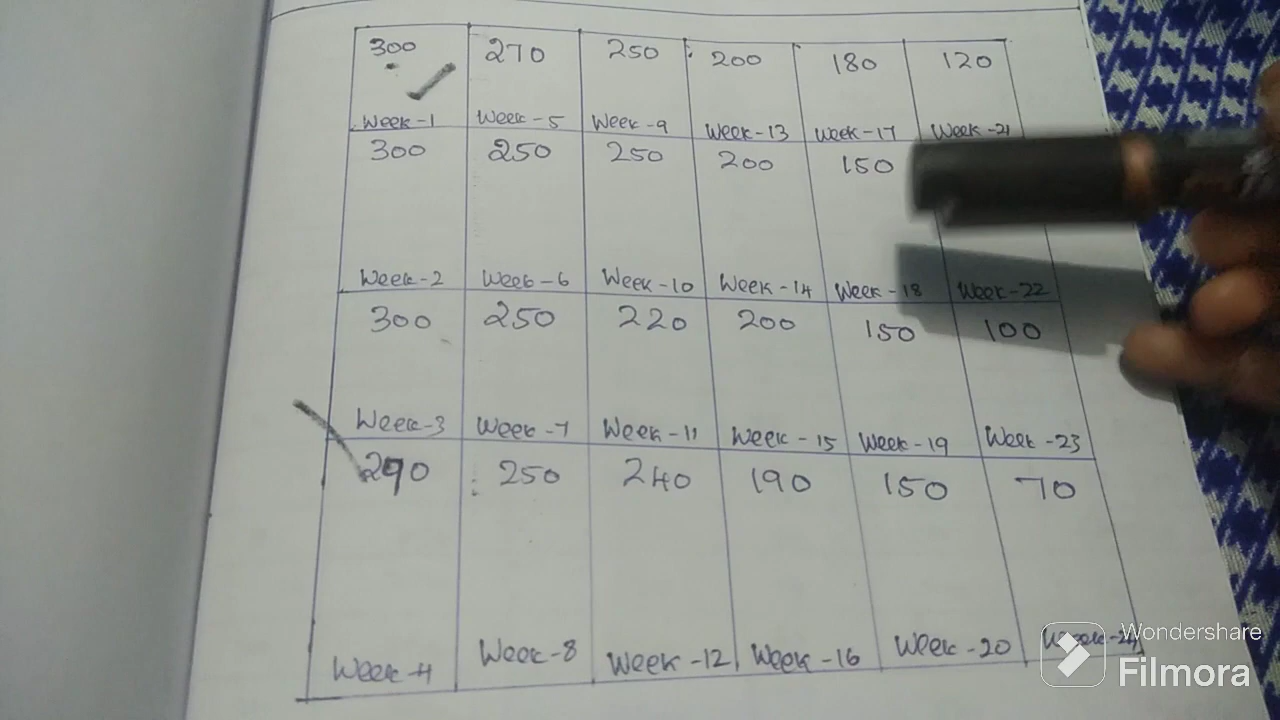 300 270 250 200 180 120
Week-1 Week-5 Week-9 Week-13 Week-17 Week-21
300 250 250 200 150
Week-2 Week-6 Week-10 Week-14 Week-18 Week-22
300 250 220 200 150 100
Week-3 Week-7 Week-11 Week-15 Week-19 Week-23
290 250 240 190 150 70
Week-4 Week-8 Week-12 Week-16 Week-20 Week-24
Wondershare
Filmora